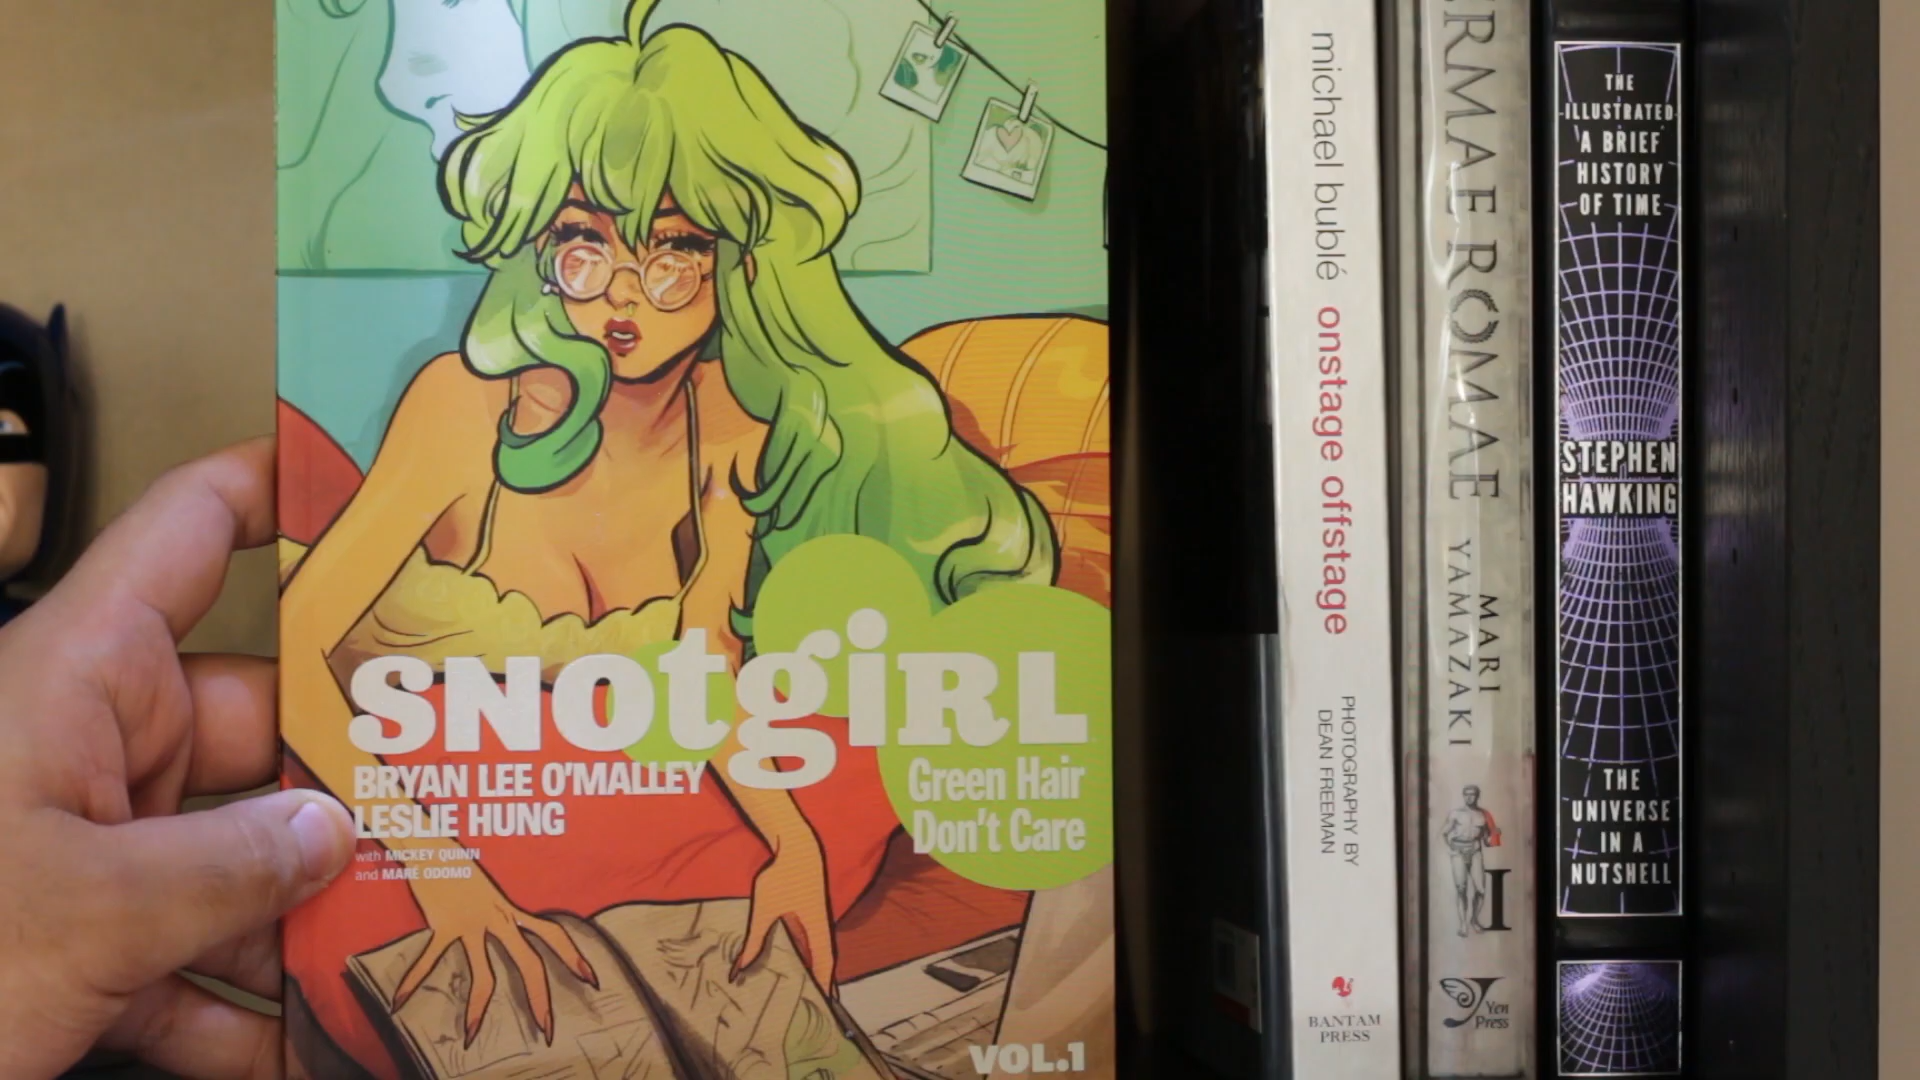 SNOtgiRL
BRYAN LEE O'MALLEY
LESLIE HUNG
with MICKEY QUINN
and MARÉ ODOMO
Green Hair
Don't Care
VOL.1
michael bublé onstage offstage
PHOTOGRAPHY BY
DEAN FREEMAN
BANTAM
PRESS
ERMAE ROMAE
MARI
YAMAZAKI
I
Yen
Press
THE
ILLUSTRATED
A BRIEF
HISTORY
OF TIME
STEPHEN
HAWKING
THE
UNIVERSE
IN A
NUTSHELL